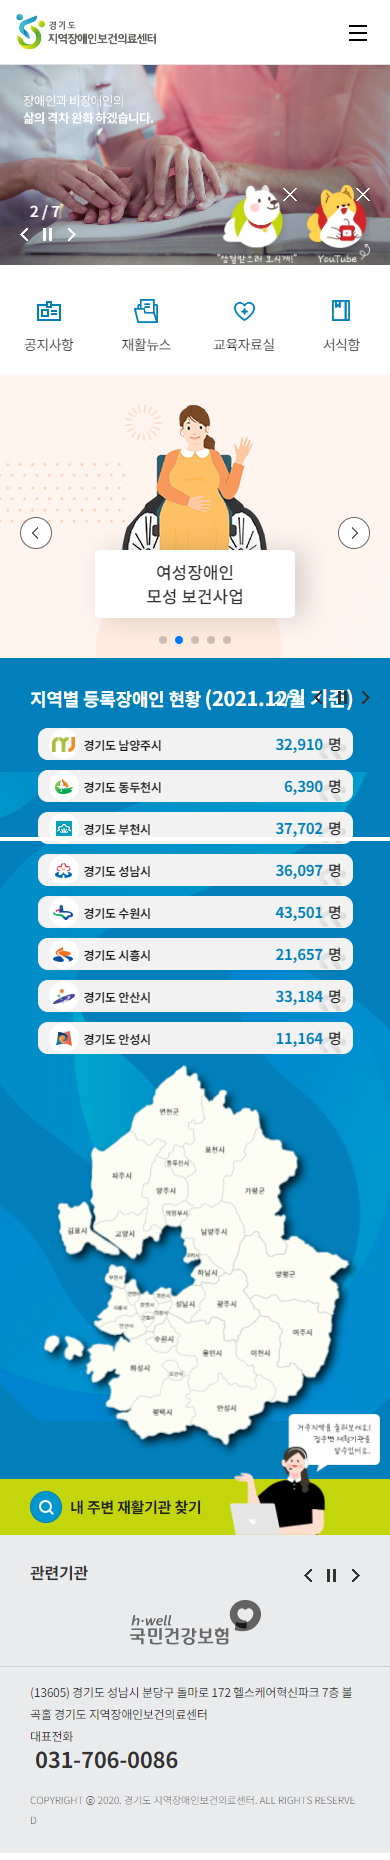 경기도
지역장애인보건의료센터
장애인과 비장애인의
삶의 격차 완화 하겠습니다.
2 / 7
"상담받으러 오시개!"
YouTube
공지사항
재활뉴스
교육자료실
서식함
여성장애인
모성 보건사업
지역별 등록장애인 현황 (2021.12월 기준)
경기도 남양주시 32,910 명
경기도 동두천시 6,390 명
경기도 부천시 37,702 명
경기도 성남시 36,097 명
경기도 수원시 43,501 명
경기도 시흥시 21,657 명
경기도 안산시 33,184 명
경기도 안성시 11,164 명
연천군
포천시
동두천시
파주시
양주시
가평군
의정부시
김포시
고양시
남양주시
구리시
하남시
양평군
부천시
성남시
광주시
수원시
여주시
용인시
이천시
화성시
오산시
평택시
안성시
거주지역을 눌러보세요!
집주변 재활기관을
알수있어요.
내 주변 재활기관 찾기
관련기관
h·well
국민건강보험
(13605) 경기도 성남시 분당구 돌마로 172 헬스케어혁신파크 7층 불
곡홀 경기도 지역장애인보건의료센터
대표전화
031-706-0086
COPYRIGHT ⓒ 2020. 경기도 지역장애인보건의료센터. ALL RIGHTS RESERVE
D